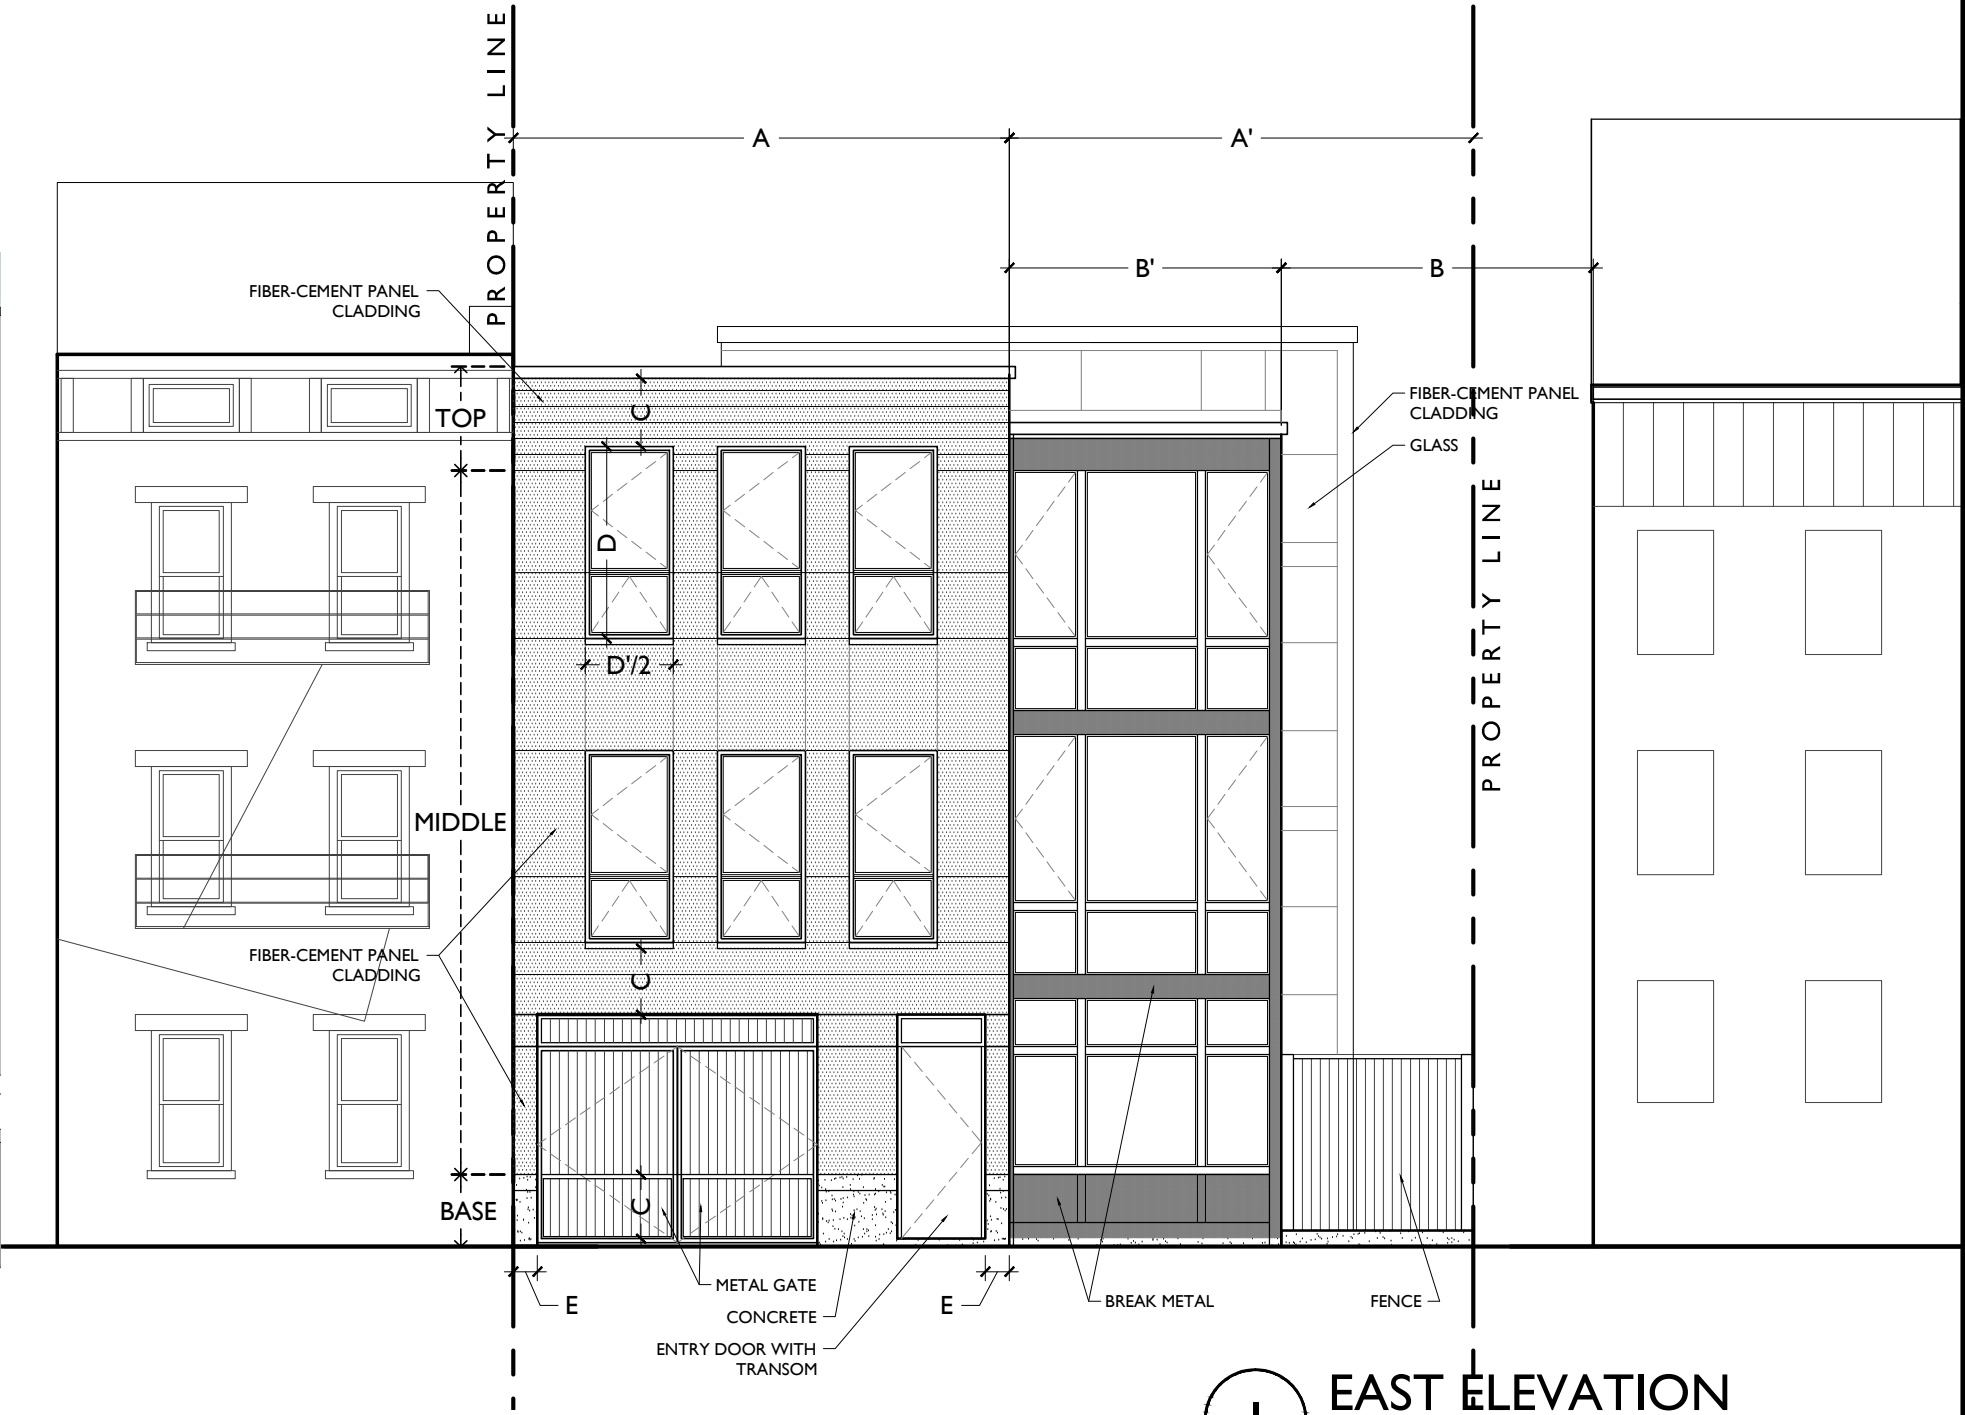 PROPERTY LINE
A
A'
B'
B
FIBER-CEMENT PANEL
CLADDING
TOP
C
FIBER-CEMENT PANEL
CLADDING
GLASS
PROPERTY LINE
D
D'/2
MIDDLE
FIBER-CEMENT PANEL
CLADDING
C
BASE
C
E
METAL GATE
CONCRETE
ENTRY DOOR WITH
TRANSOM
E
BREAK METAL
FENCE
EAST ELEVATION